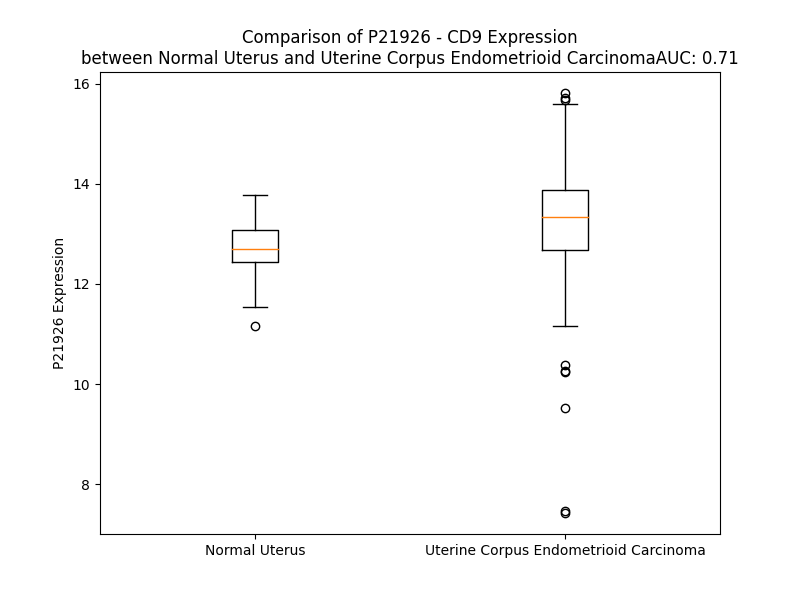 Comparison of P21926 - CD9 Expression
between Normal Uterus and Uterine Corpus Endometrioid CarcinomaAUC: 0.71
16
14
12
10
8
P21926 Expression
Normal Uterus
Uterine Corpus Endometrioid Carcinoma